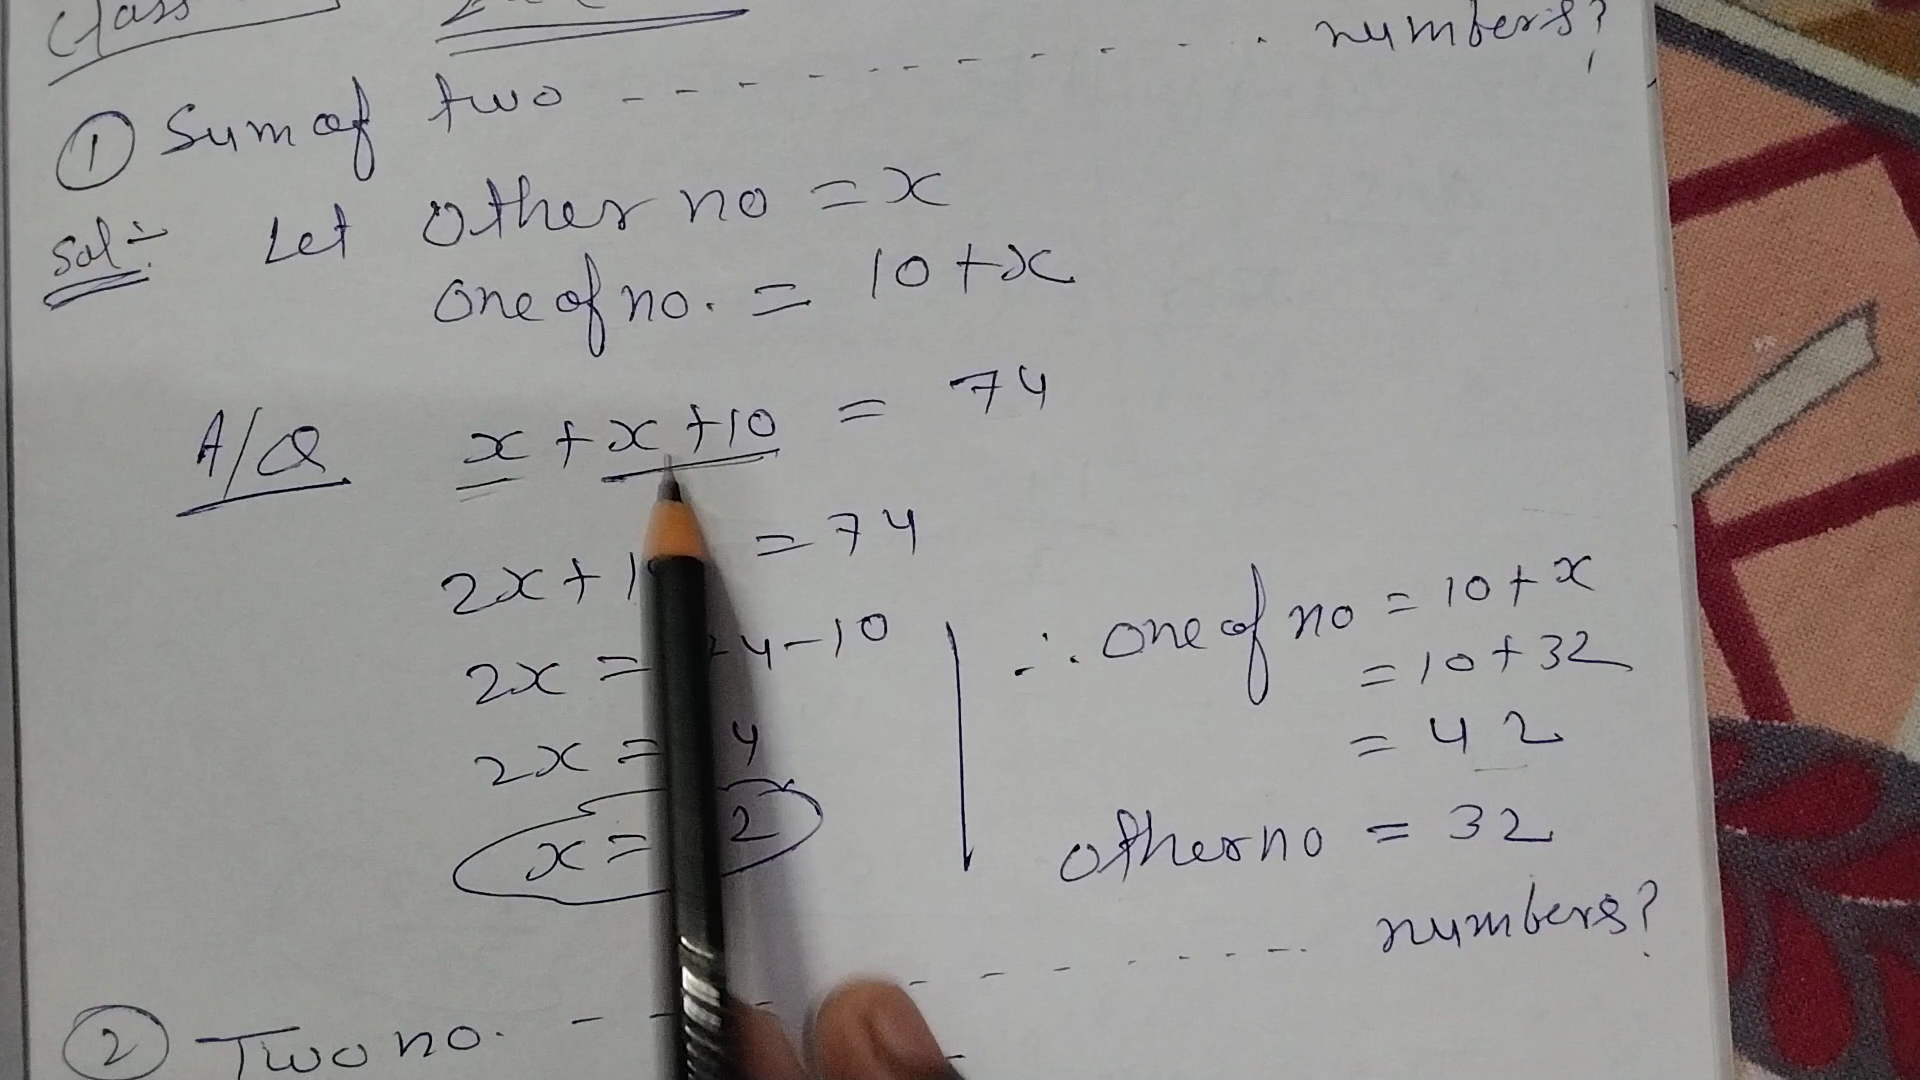 Class
① Sum of two - - - - - - - - - - - - numbers?
Sol:- Let other no = x
One of no. = 10+x
A/Q x + x + 10 = 74
2x + 1 = 74
2x = 74-10
2x = 4
x = 2
∴ One of no = 10+x
= 10+32
= 42
Other no = 32
② Two no. - - - - - - - - - numbers?